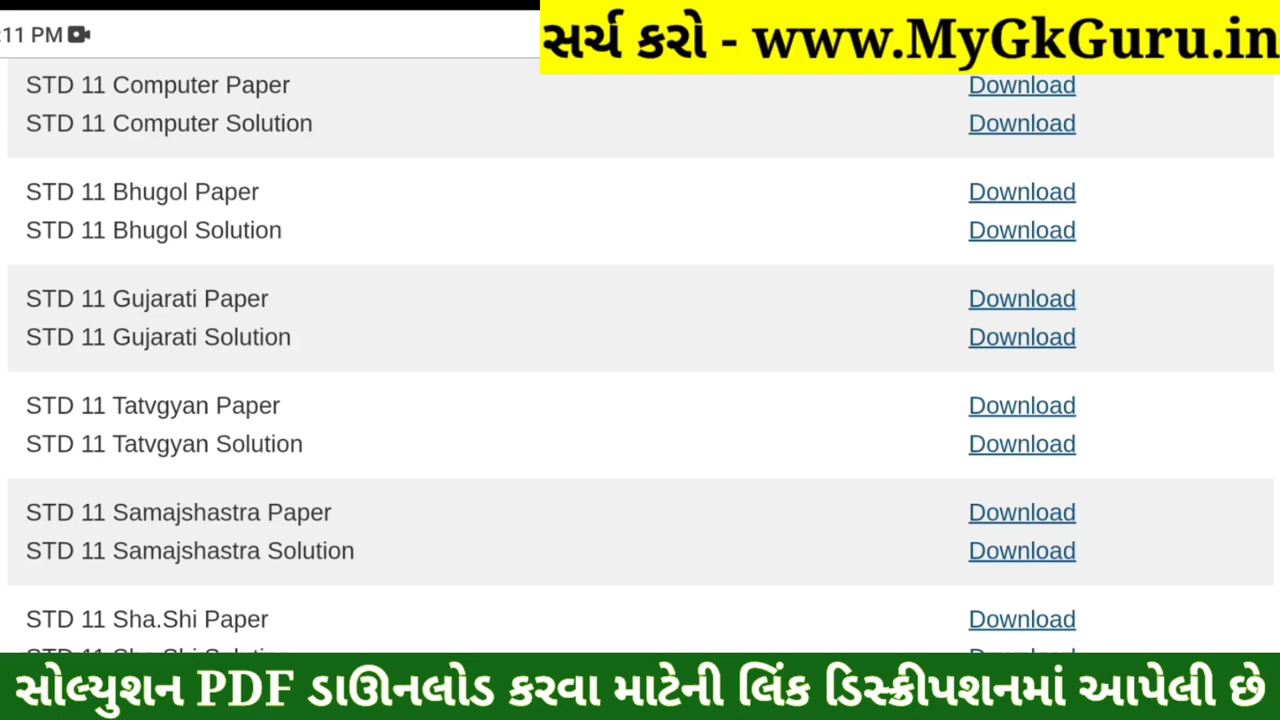 :11 PM
સર્ચ કરો - www.MyGkGuru.in
STD 11 Computer Paper Download
STD 11 Computer Solution Download
STD 11 Bhugol Paper Download
STD 11 Bhugol Solution Download
STD 11 Gujarati Paper Download
STD 11 Gujarati Solution Download
STD 11 Tatvgyan Paper Download
STD 11 Tatvgyan Solution Download
STD 11 Samajshastra Paper Download
STD 11 Samajshastra Solution Download
STD 11 Sha.Shi Paper Download
સોલ્યુશન PDF ડાઊનલોડ કરવા માટેની લિંક ડિસ્ક્રીપશનમાં આપેલી છે